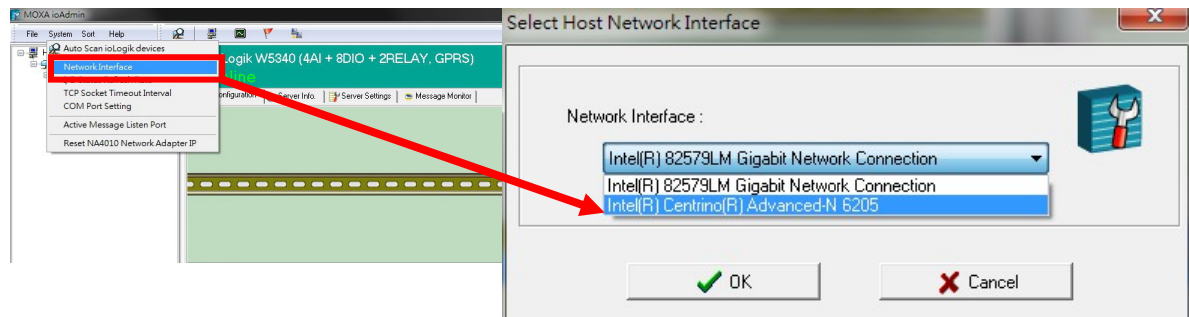 MOXA ioAdmin
File System Sort Help
Auto Scan ioLogik devices
Network Interface
TCP Socket Timeout Interval
COM Port Setting
Active Message Listen Port
Reset NA4010 Network Adapter IP
ogik W5340 (4AI + 8DIO + 2RELAY, GPRS)
line
onfiguration Server Info. Server Settings Message Monitor
Select Host Network Interface
Network Interface :
Intel(R) 82579LM Gigabit Network Connection
Intel(R) 82579LM Gigabit Network Connection
Intel(R) Centrino(R) Advanced-N 6205
OK Cancel